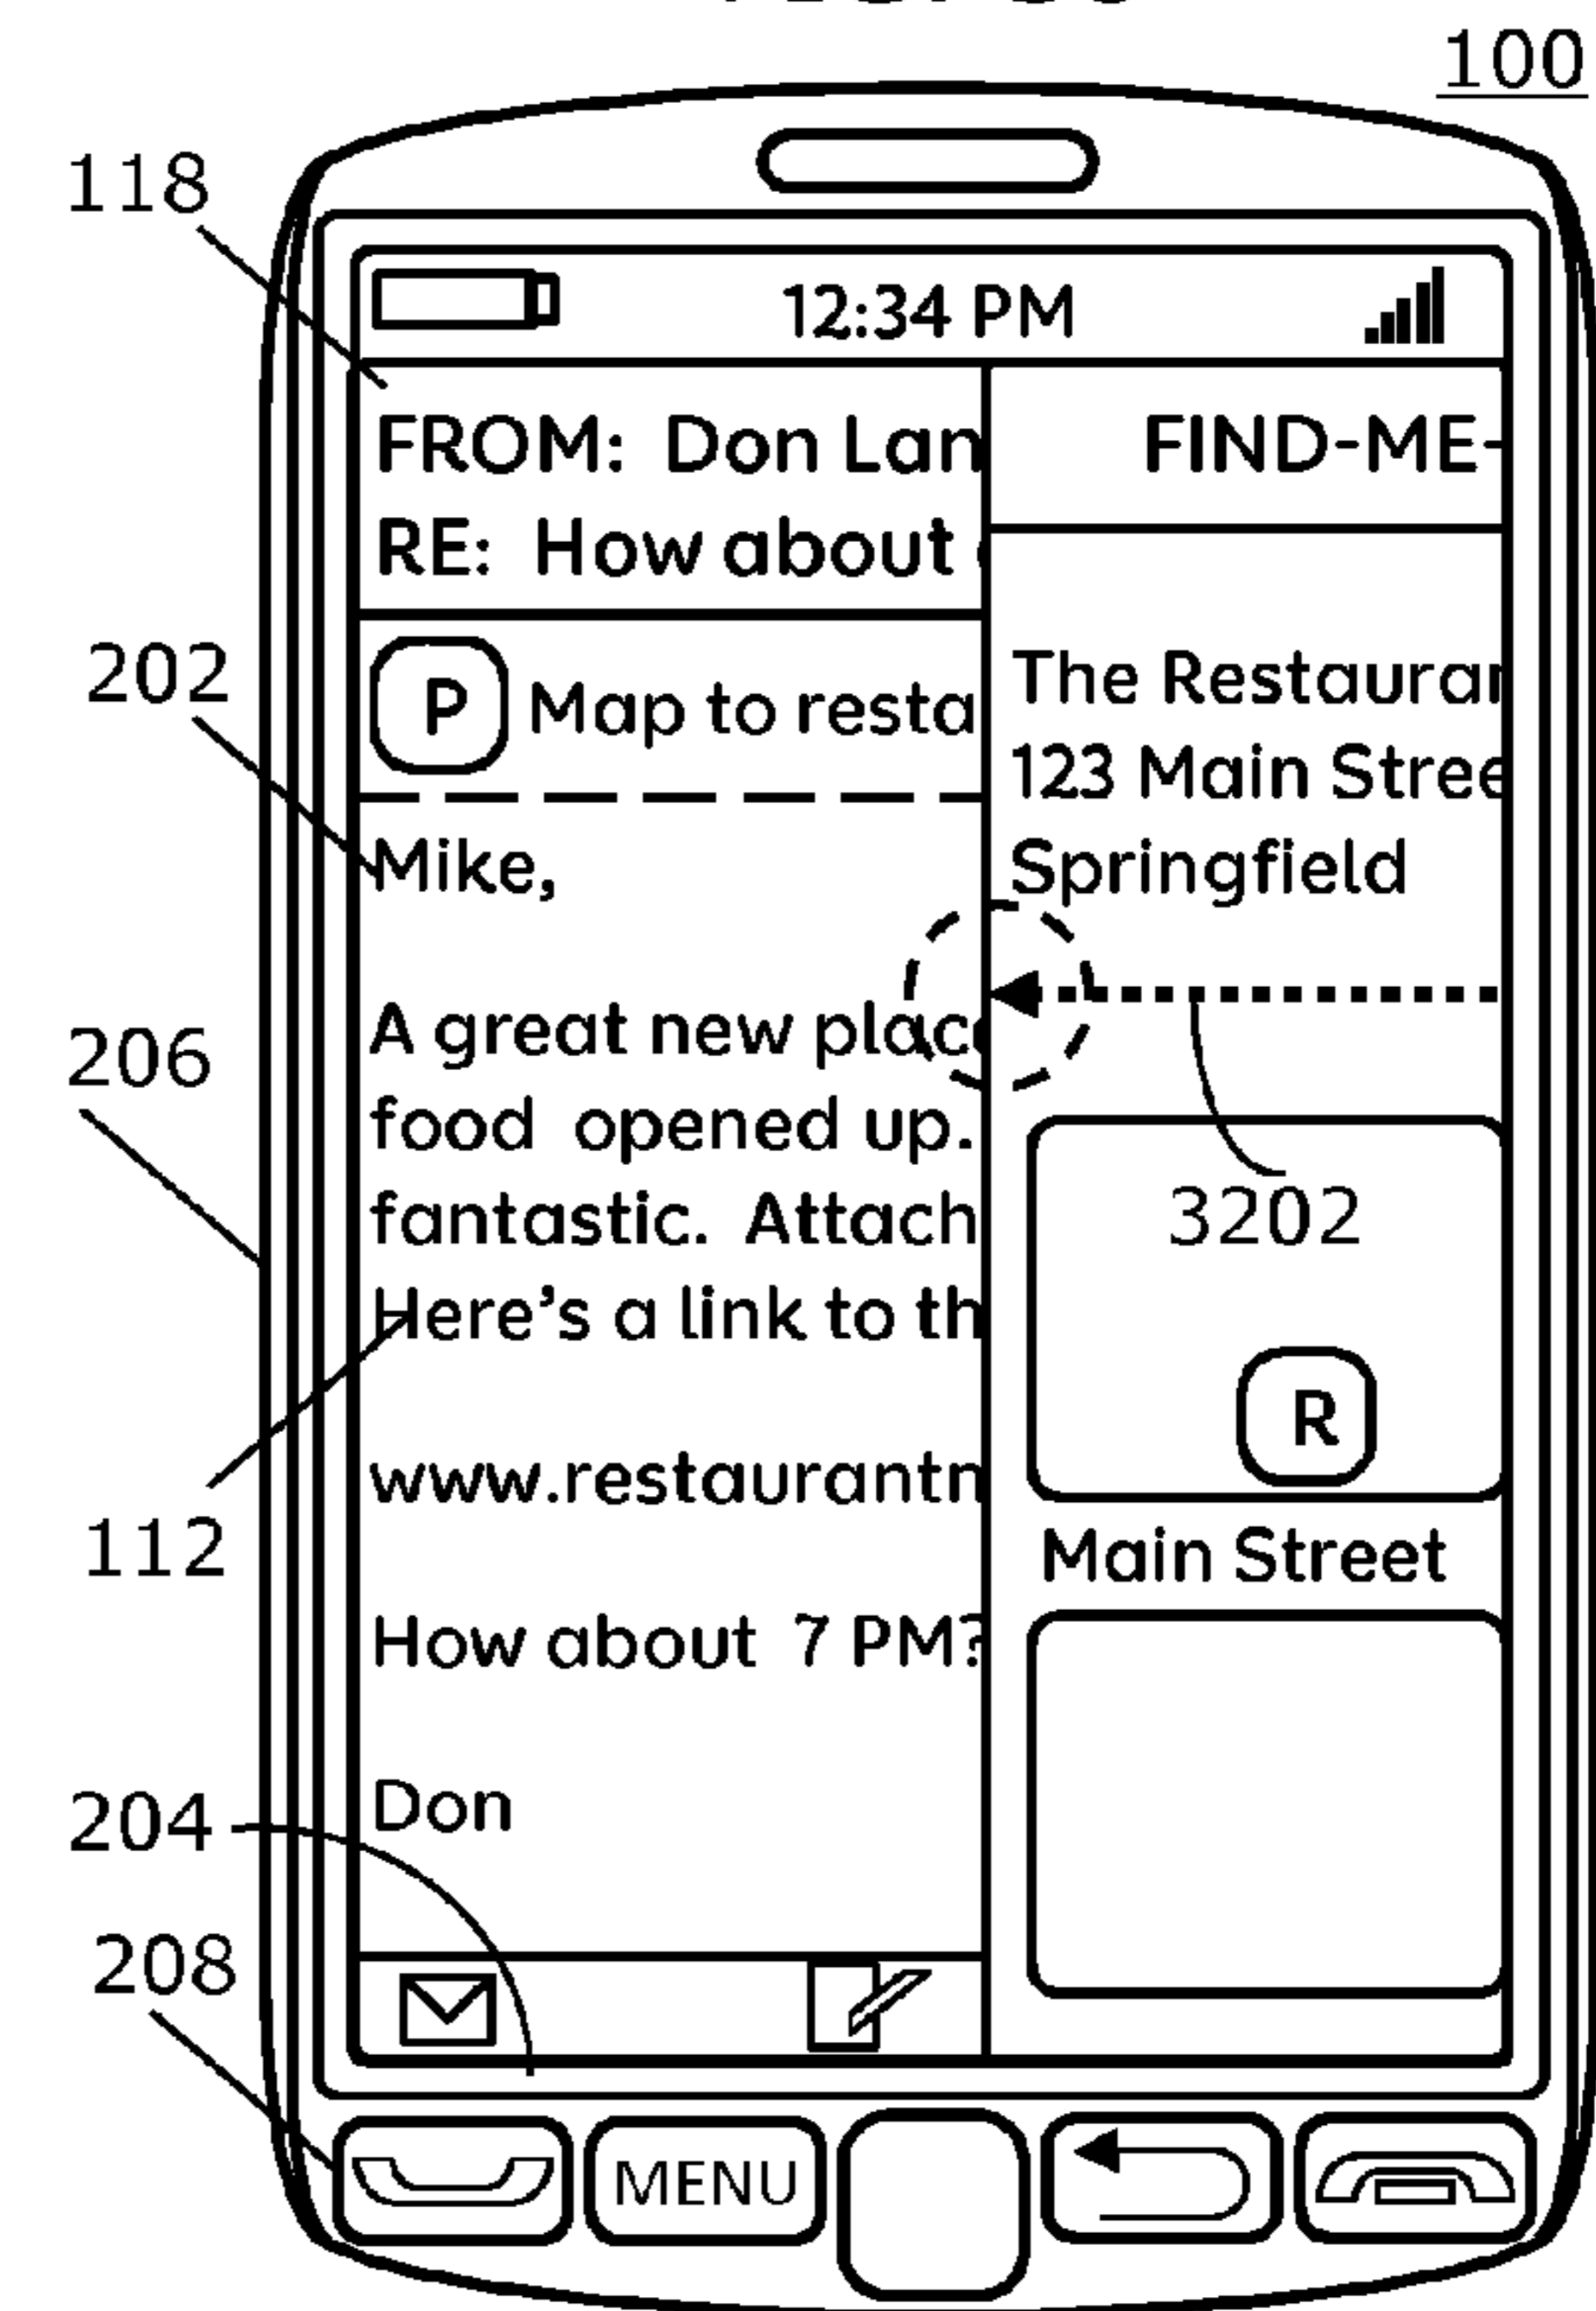 100
118
12:34 PM
FROM: Don Lan
RE: How about
FIND-ME-
202
P Map to resta
The Restauran
123 Main Stree
Springfield
Mike,
206
A great new plac
food opened up.
fantastic. Attach
Here's a link to th
3202
R
112
www.restaurantn
Main Street
How about 7 PM?
204
Don
208
MENU